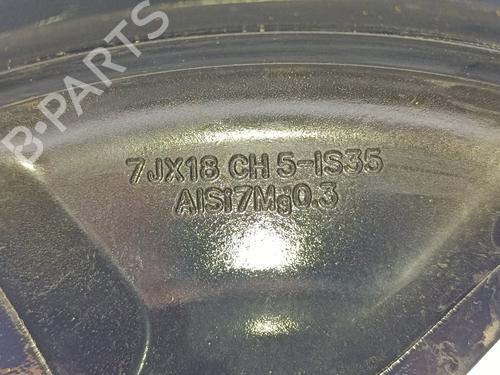 B-PARTS
7JX18 CH 5-IS35
AlSi7Mg0.3